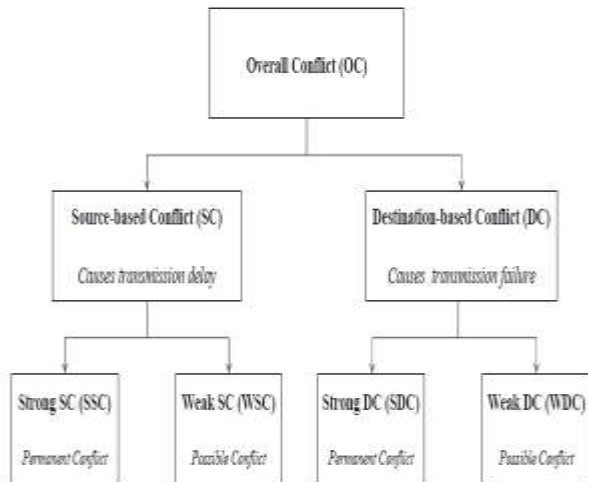 Overall Conflict (OC)
Source-based Conflict (SC)
Causes transmission delay
Destination-based Conflict (DC)
Causes transmission failure
Strong SC (SSC)
Permanent Conflict
Weak SC (WSC)
Possible Conflict
Strong DC (SDC)
Permanent Conflict
Weak DC (WDC)
Possible Conflict